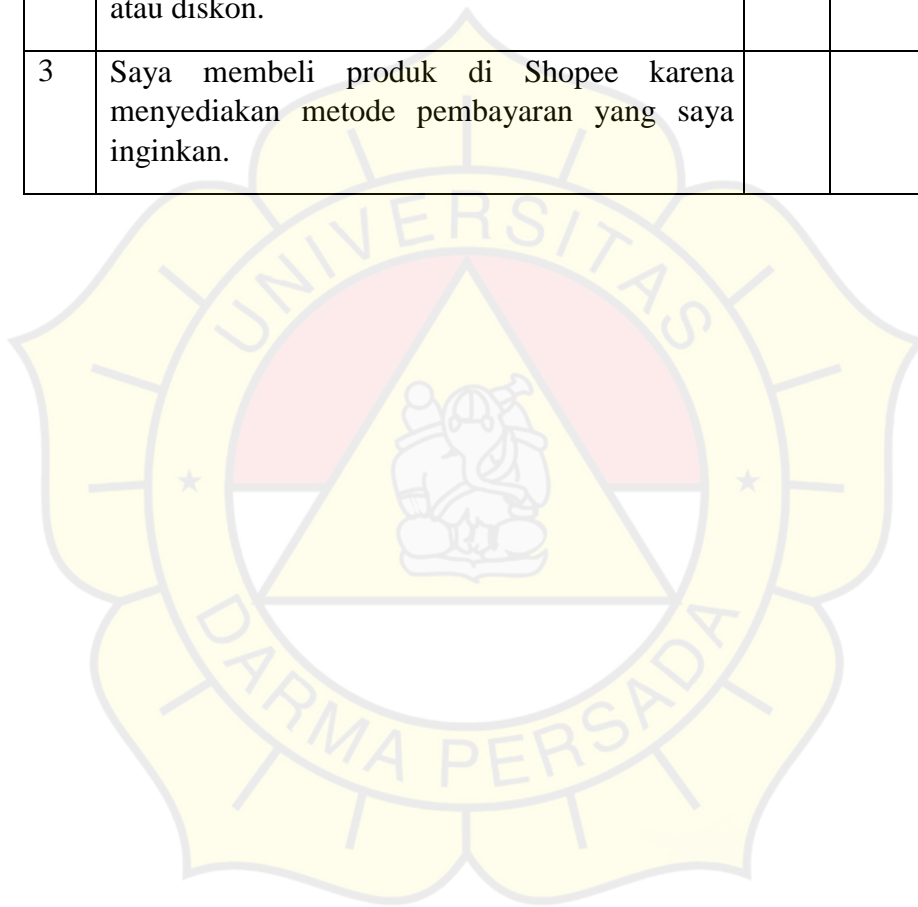 atau diskon.
3
Saya membeli produk di Shopee karena
menyediakan metode pembayaran yang saya
inginkan.
UNIVERSITAS
DARMA PERSADA